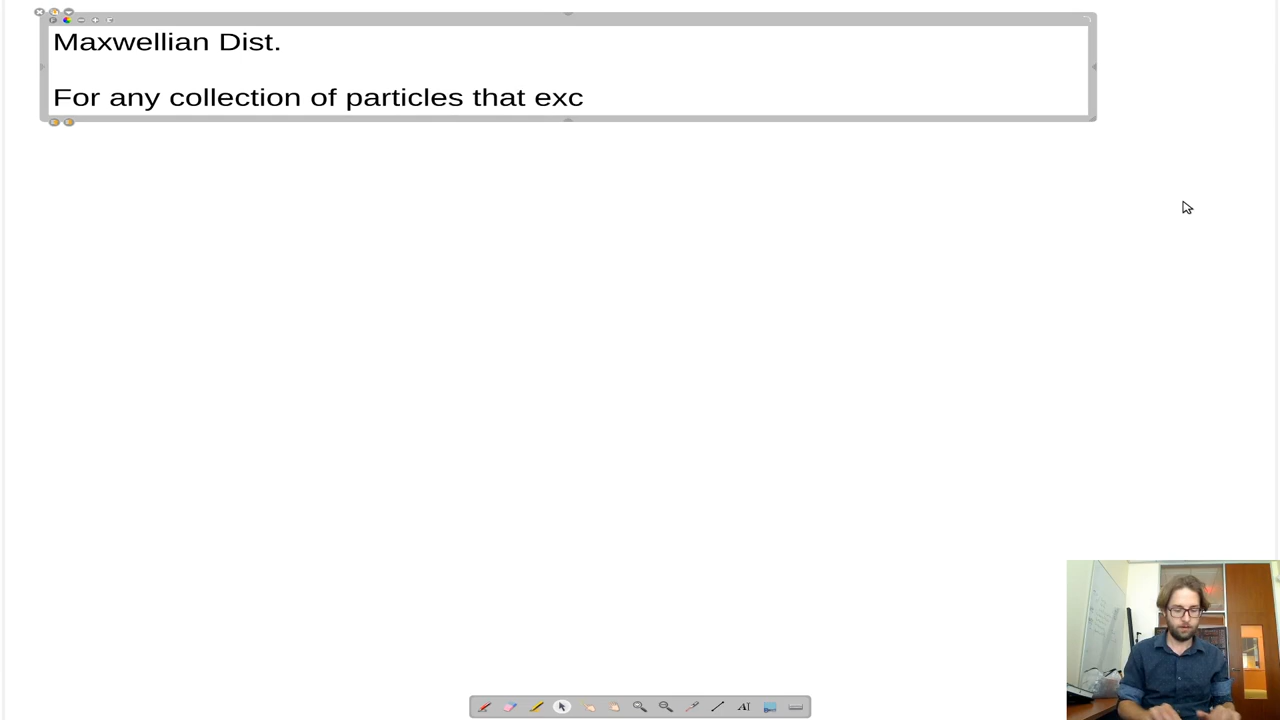 Maxwellian Dist.
For any collection of particles that exc